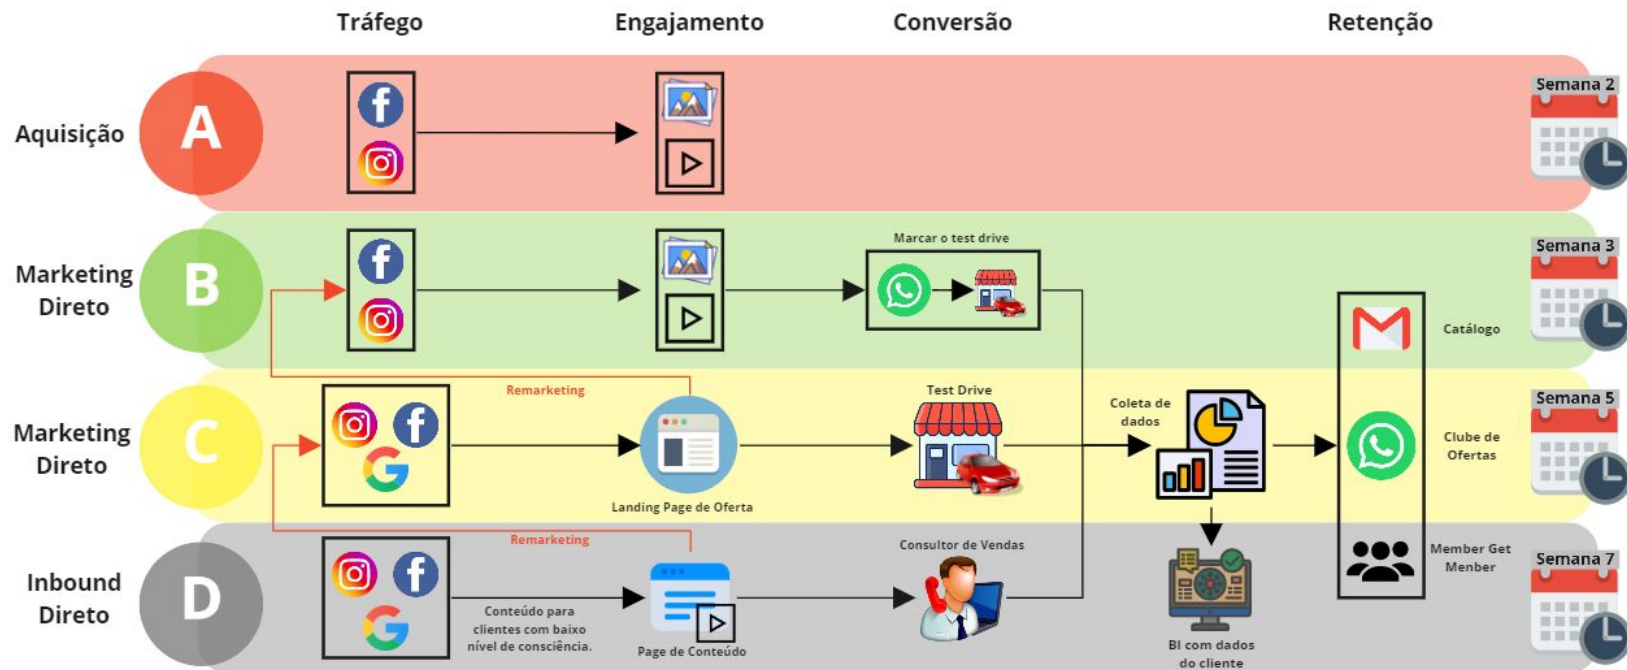 Tráfego
Engajamento
Conversão
Retenção
Aquisição
A
Semana 2
Marketing
Direto
B
Marcar o test drive
Catálogo
Semana 3
Remarketing
Marketing
Direto
C
Landing Page de Oferta
Test Drive
Coleta de
dados
Clube de
Ofertas
Semana 5
Remarketing
Inbound
Direto
D
Conteúdo para
clientes com baixo
nível de consciência.
Page de Conteúdo
Consultor de Vendas
BI com dados
do cliente
Member Get
Menber
Semana 7